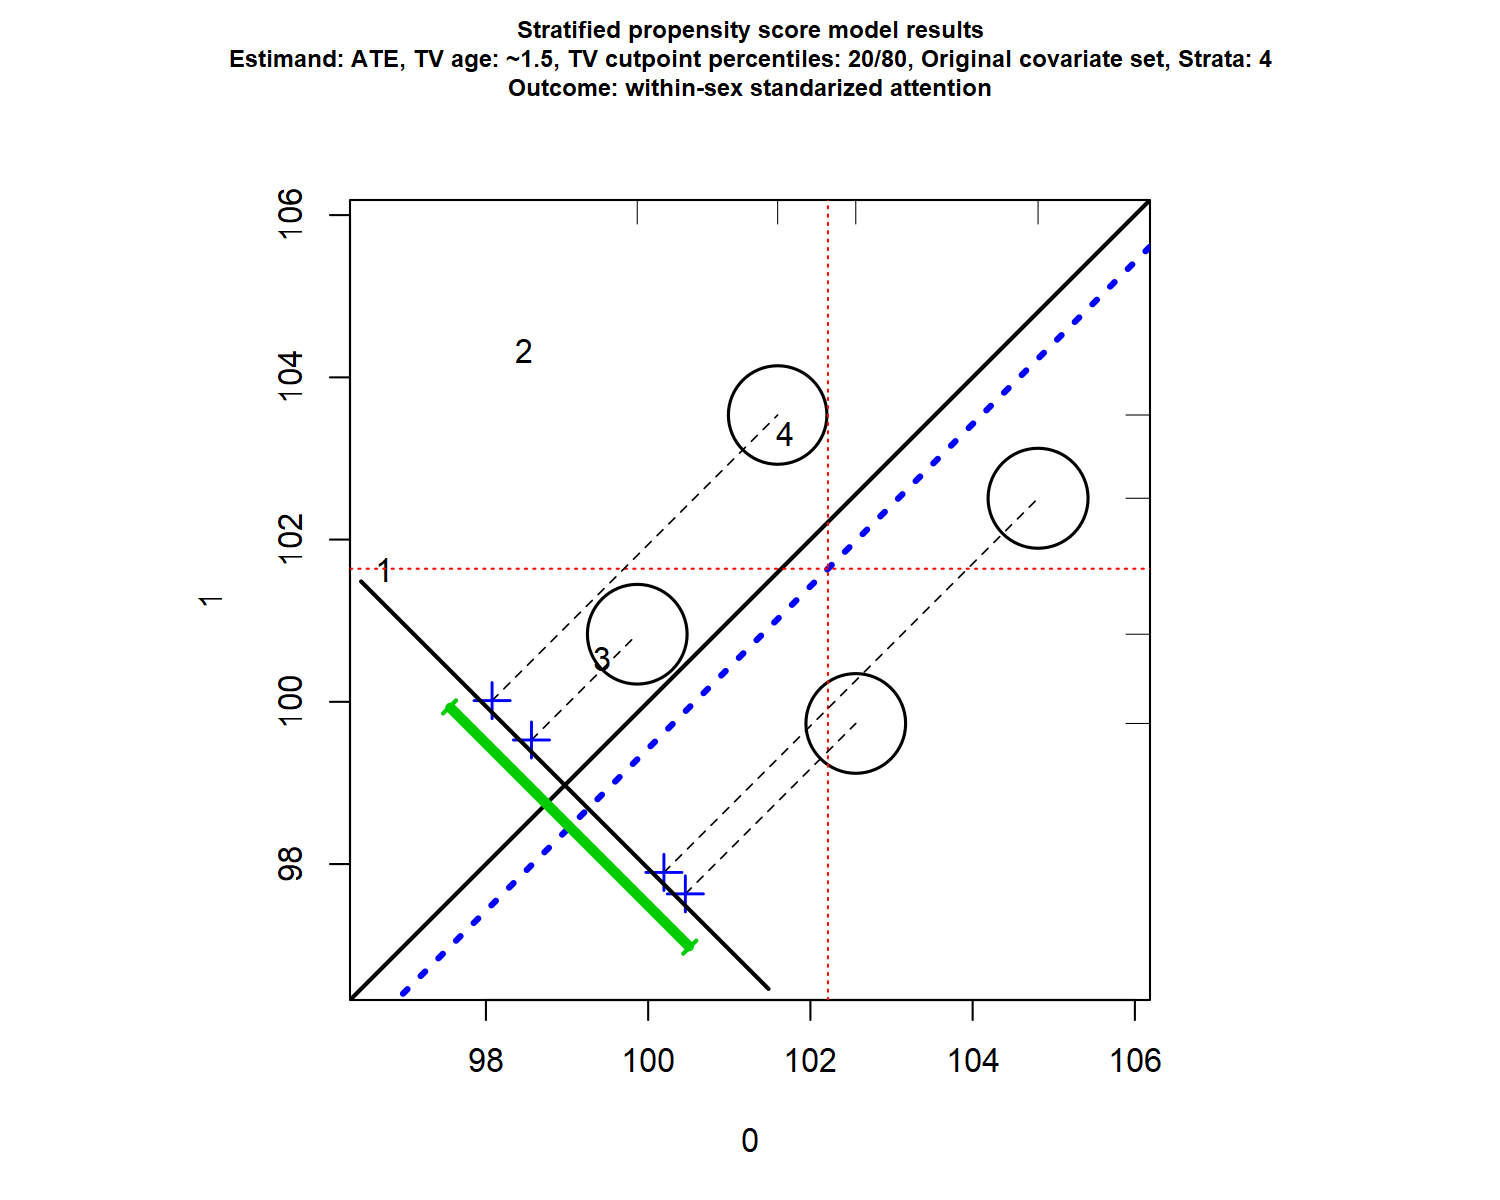 Stratified propensity score model results
Estimand: ATE, TV age: ~1.5, TV cutpoint percentiles: 20/80, Original covariate set, Strata: 4
Outcome: within-sex standarized attention
106
104
102
100
98
1
2
4
1
3
98 100 102 104 106
0